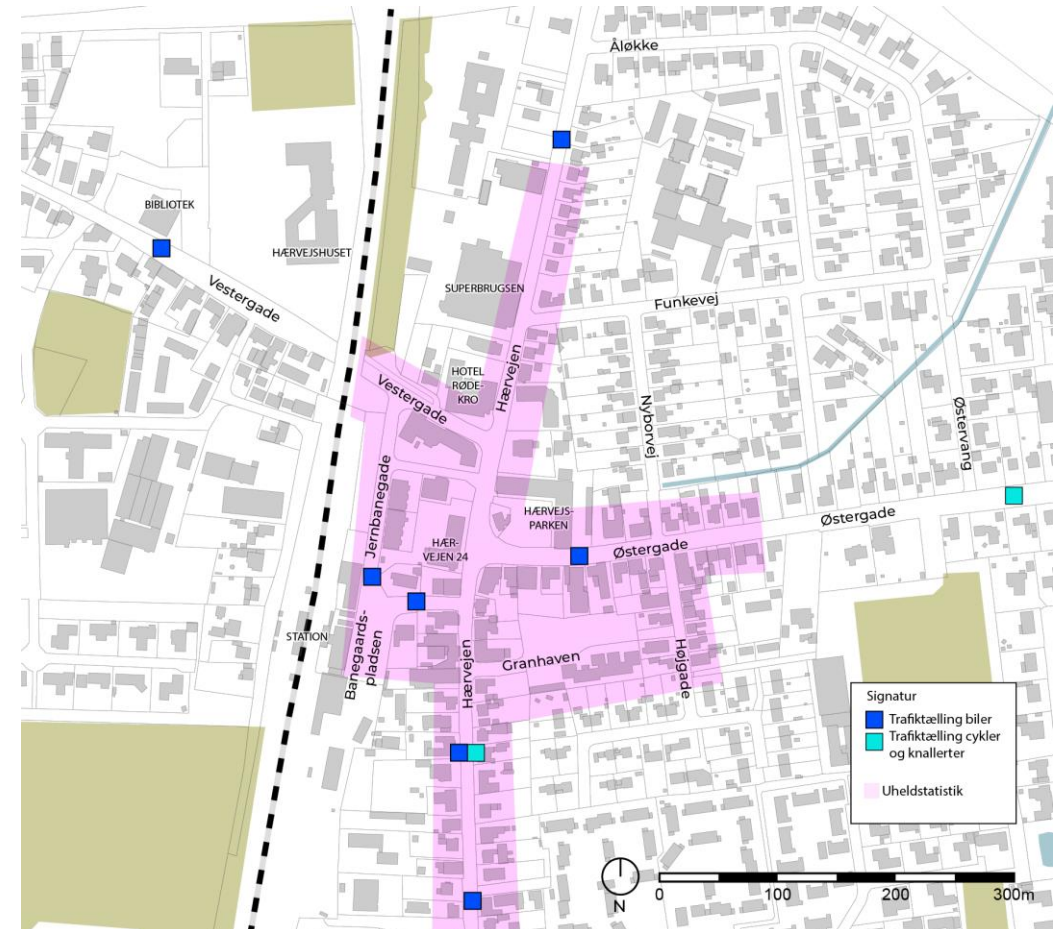 Åløkke
BIBLIOTEK
HÆRVEJSHUSET
Vestergade
SUPERBRUGSEN
Funkevej
HOTEL
RØDE-
KRO
Hærvejen
Vestergade
Nyborvej
Østervang
Jernbanegade
HÆRVEJS-
PARKEN
HÆR-
VEJEN 24
Østergade
Østergade
STATION
Banegaards-
pladsen
Hærvejen
Granhaven
Højgade
Signatur
Trafiktælling biler
Trafiktælling cykler
og knallerter
Uheldstatistik
N
0
100
200
300m